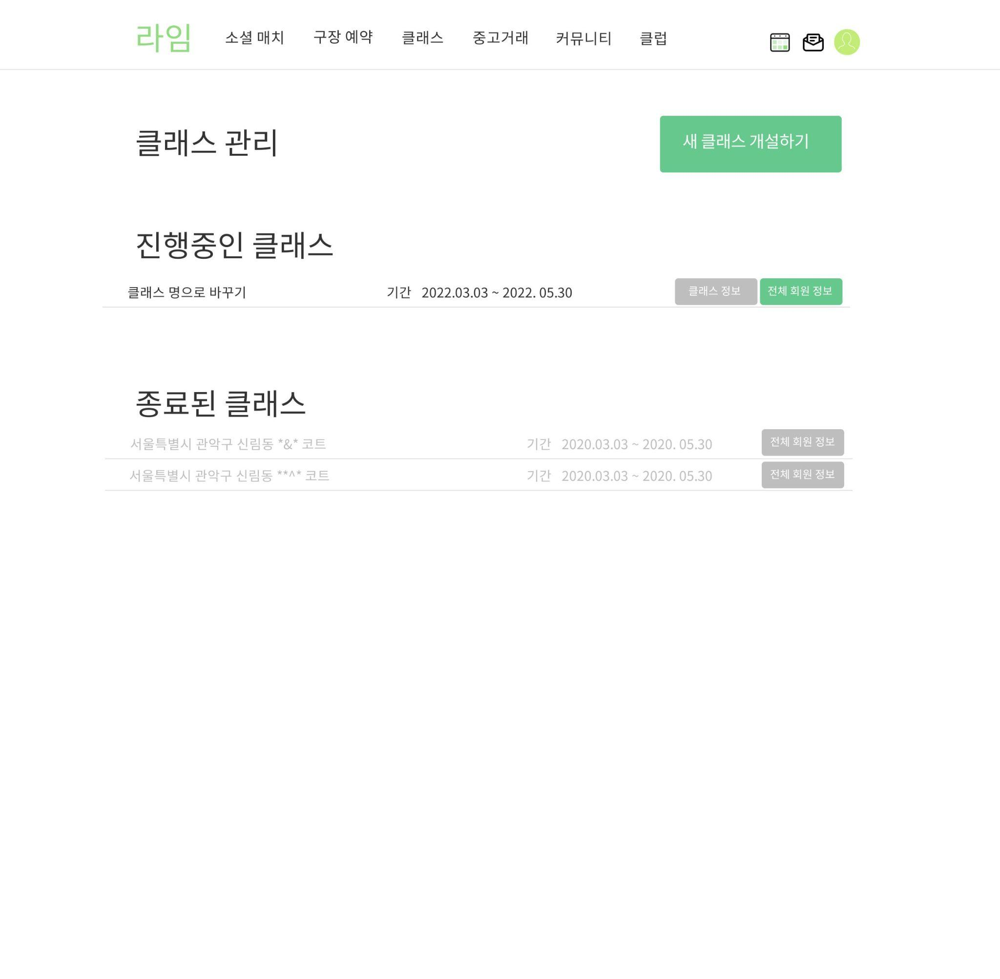 라임 소셜 매치 구장 예약 클래스 중고거래 커뮤니티 클럽
클래스 관리 새 클래스 개설하기
진행중인 클래스
클래스 명으로 바꾸기 기간 2022.03.03 ~ 2022. 05.30 클래스 정보 전체 회원 정보
종료된 클래스
서울특별시 관악구 신림동 *&* 코트 기간 2020.03.03 ~ 2020. 05.30 전체 회원 정보
서울특별시 관악구 신림동 **^* 코트 기간 2020.03.03 ~ 2020. 05.30 전체 회원 정보